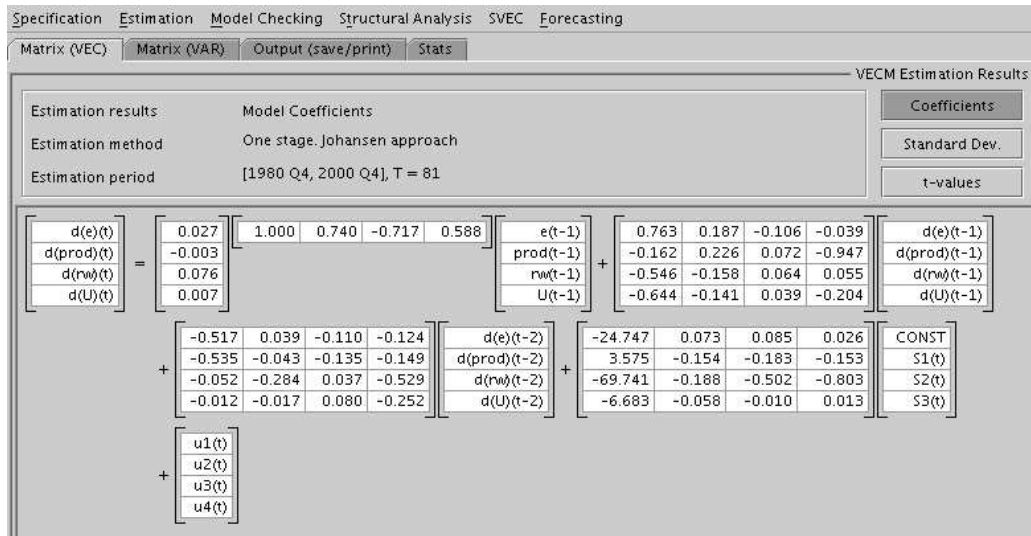 Specification Estimation Model Checking Structural Analysis SVEC Forecasting
Matrix (VEC) Matrix (VAR) Output (save/print) Stats
VECM Estimation Results
Estimation results Model Coefficients Coefficients
Estimation method One stage. Johansen approach Standard Dev.
Estimation period [1980 Q4, 2000 Q4], T = 81 t-values
d(e)(t) 0.027 1.000 0.740 -0.717 0.588 e(t-1) 0.763 0.187 -0.106 -0.039 d(e)(t-1)
d(prod)(t) = -0.003 prod(t-1) + -0.162 0.226 0.072 -0.947 d(prod)(t-1)
d(rw)(t) 0.076 rw(t-1) -0.546 -0.158 0.064 0.055 d(rw)(t-1)
d(U)(t) 0.007 U(t-1) -0.644 -0.141 0.039 -0.204 d(U)(t-1)
-0.517 0.039 -0.110 -0.124 d(e)(t-2) -24.747 0.073 0.085 0.026 CONST
+ -0.535 -0.043 -0.135 -0.149 d(prod)(t-2) + 3.575 -0.154 -0.183 -0.153 S1(t)
-0.052 -0.284 0.037 -0.529 d(rw)(t-2) -69.741 -0.188 -0.502 -0.803 S2(t)
-0.012 -0.017 0.080 -0.252 d(U)(t-2) -6.683 -0.058 -0.010 0.013 S3(t)
u1(t)
+ u2(t)
u3(t)
u4(t)